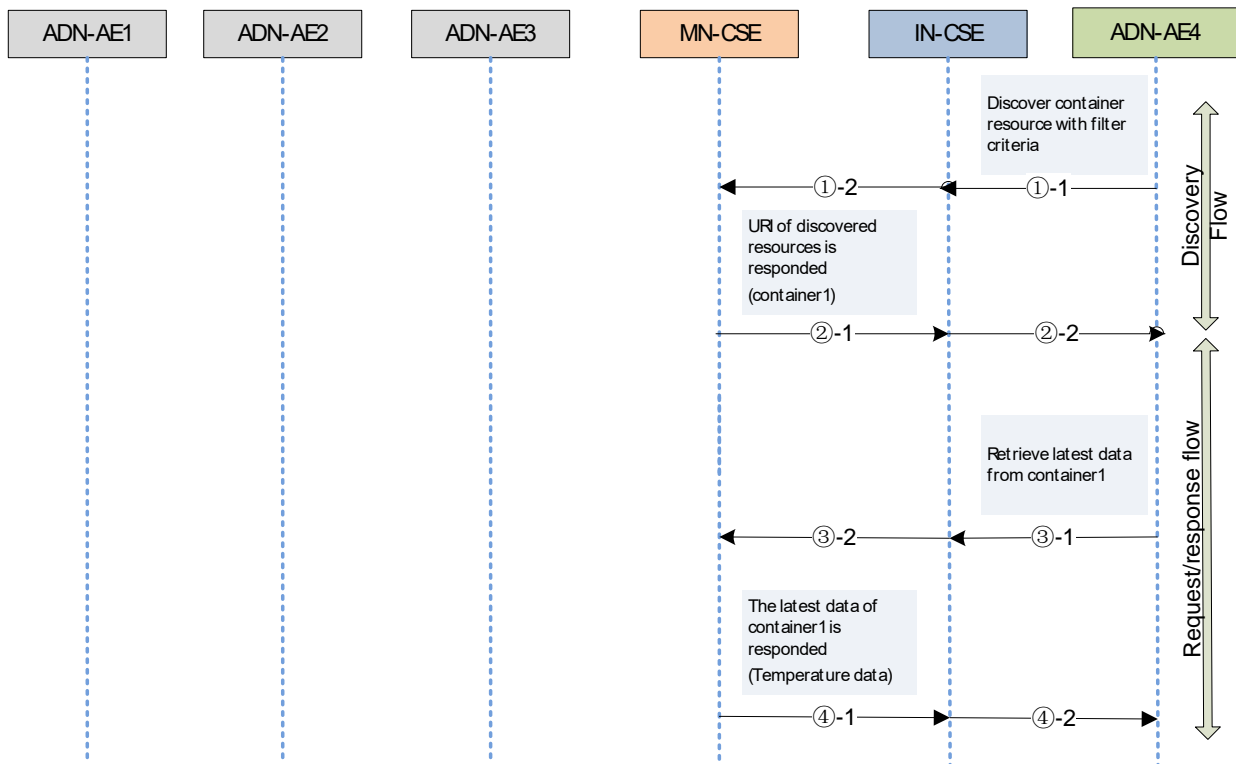 ADN-AE1
ADN-AE2
ADN-AE3
MN-CSE
IN-CSE
ADN-AE4
Discover container
resource with filter
criteria
①-2
①-1
URI of discovered
resources is
responded
(container1)
②-1
②-2
Discovery
Flow
Retrieve latest data
from container1
③-2
③-1
The latest data of
container1 is
responded
(Temperature data)
④-1
④-2
Request/response flow